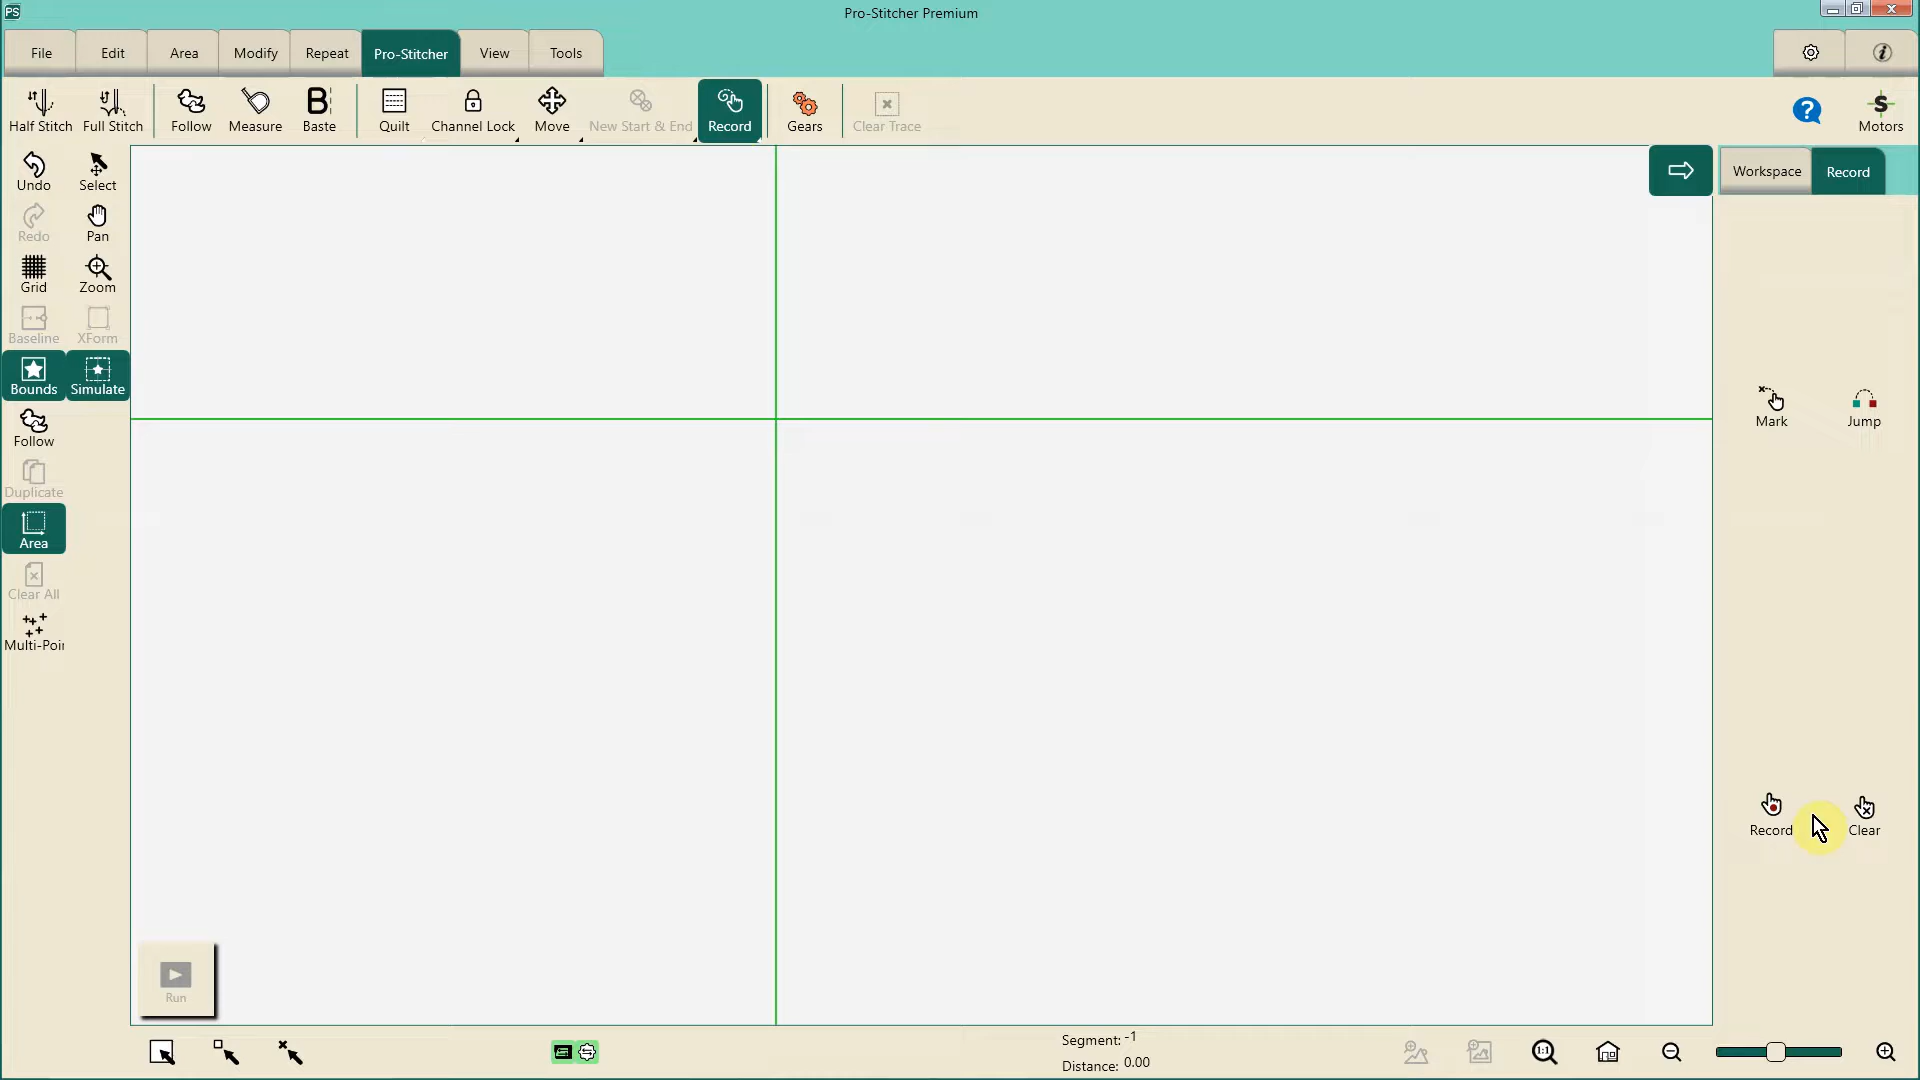 PS
Pro-Stitcher Premium
File
Edit
Area
Modify
Repeat
Pro-Stitcher
View
Tools
Half Stitch
Full Stitch
Follow
Measure
Baste
Quilt
Channel Lock
Move
New Start & End
Record
Gears
Clear Trace
Motors
Undo
Select
Redo
Pan
Grid
Zoom
Baseline
XForm
Bounds
Simulate
Follow
Duplicate
Area
Clear All
Multi-Poi
Workspace
Record
Mark
Jump
Record
Clear
Run
Segment: -1
Distance: 0.00
1:1